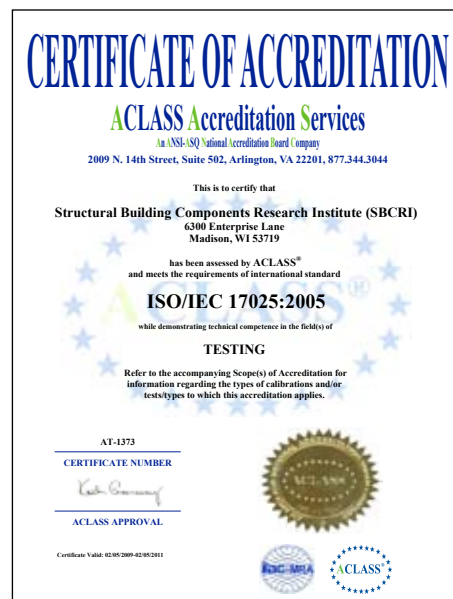 CERTIFICATE OF ACCREDITATION
ACLASS Accreditation Services
An ANSI-ASQ National Accreditation Board Company
2009 N. 14th Street, Suite 502, Arlington, VA 22201, 877.344.3044
This is to certify that
Structural Building Components Research Institute (SBCRI)
6300 Enterprise Lane
Madison, WI 53719
has been assessed by ACLASS®
and meets the requirements of international standard
ACLASS®
ISO/IEC 17025:2005
while demonstrating technical competence in the field(s) of
TESTING
Refer to the accompanying Scope(s) of Accreditation for
information regarding the types of calibrations and/or
tests/types to which this accreditation applies.
AT-1373
CERTIFICATE NUMBER
ACLASS APPROVAL
ACLASS
Certificate Valid: 02/05/2009-02/05/2011
ACLASS®